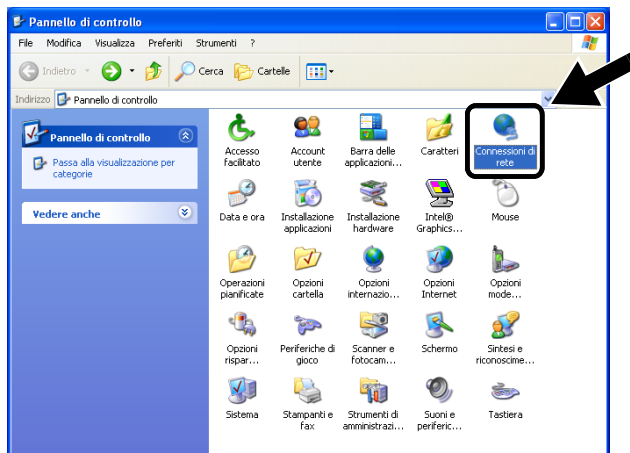 Pannello di controllo
File Modifica Visualizza Preferiti Strumenti ?
Indietro Cerca Cartelle
Indirizzo Pannello di controllo
Pannello di controllo
Passa alla visualizzazione per
categorie
Vedere anche
Accesso
facilitato
Account
utente
Barra delle
applicazioni...
Caratteri
Connessioni di
rete
Data e ora
Installazione
applicazioni
Installazione
hardware
Intel®
Graphics...
Mouse
Operazioni
pianificate
Opzioni
cartella
Opzioni
internazio...
Opzioni
Internet
Opzioni
mode...
Opzioni
rispar...
Periferiche di
gioco
Scanner e
fotocam...
Schermo
Sintesi e
riconoscime...
Sistema
Stampanti e
fax
Strumenti di
amministrazi...
Suoni e
periferic...
Tastiera